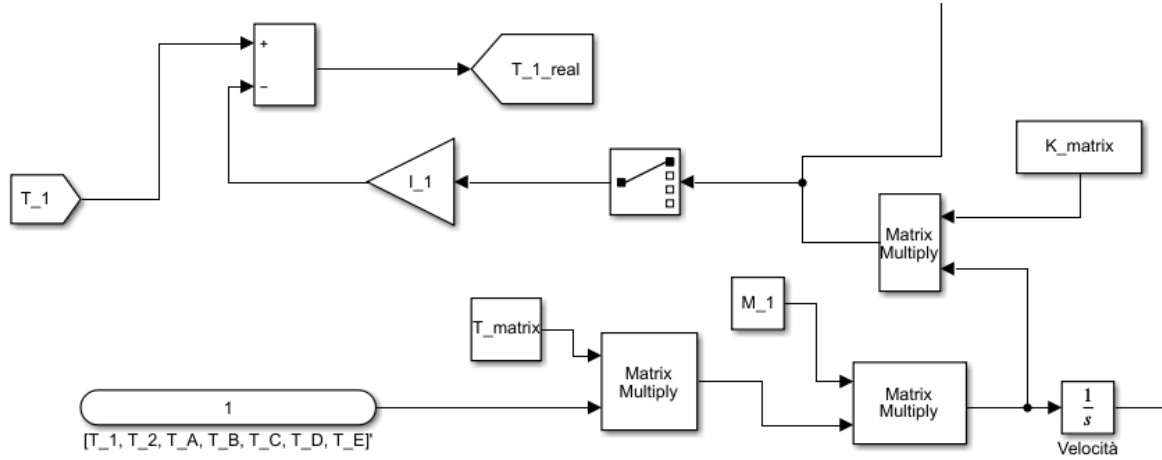 +
−
T_1_real
K_matrix
I_1
T_1
Matrix
Multiply
M_1
T_matrix
Matrix
Multiply
Matrix
Multiply
1
s
1
[T_1, T_2, T_A, T_B, T_C, T_D, T_E]'
Velocità